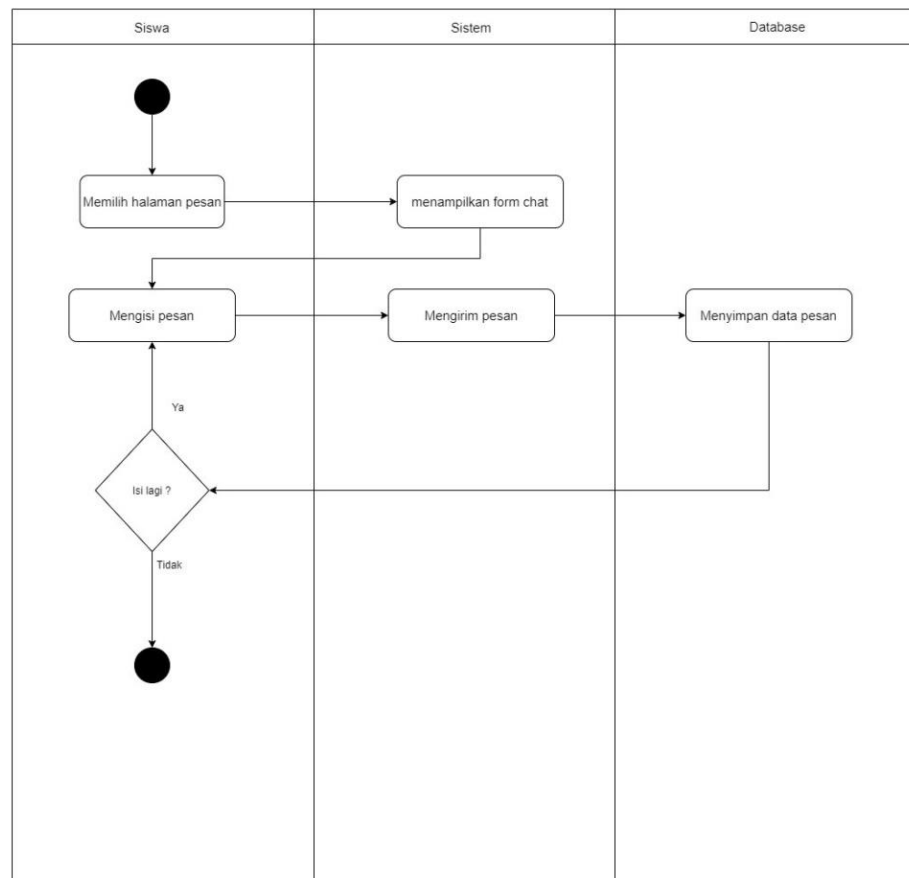 Siswa
Sistem
Database
Memilih halaman pesan
menampilkan form chat
Mengisi pesan
Mengirim pesan
Menyimpan data pesan
Ya
Isi lagi ?
Tidak